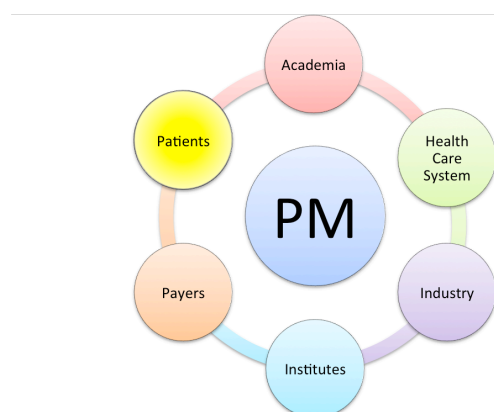 Academia
Patients
Health
Care
System
PM
Payers
Industry
Institutes